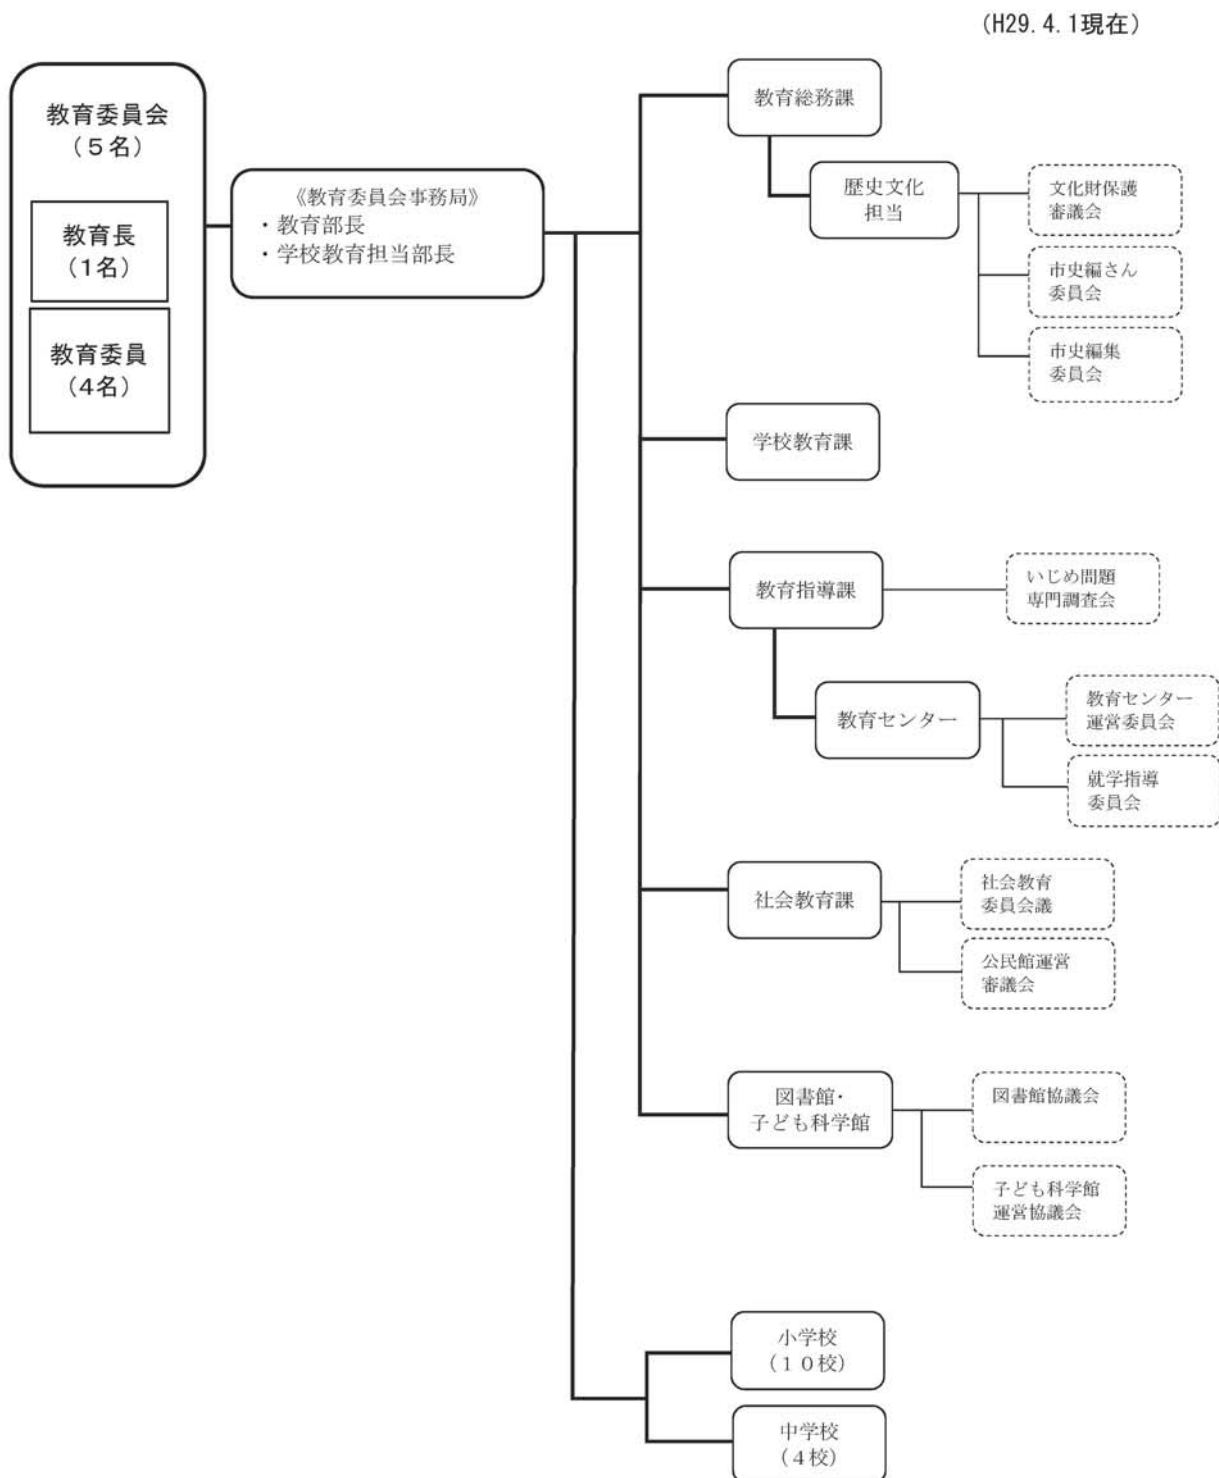 (H29.4.1現在)
教育委員会
(5名)
教育長
(1名)
教育委員
(4名)
《教育委員会事務局》
・教育部長
・学校教育担当部長
教育総務課
歴史文化
担当
文化財保護
審議会
市史編さん
委員会
市史編集
委員会
学校教育課
教育指導課
いじめ問題
専門調査会
教育センター
教育センター
運営委員会
就学指導
委員会
社会教育課
社会教育
委員会議
公民館運営
審議会
図書館・
子ども科学館
図書館協議会
子ども科学館
運営協議会
小学校
(10校)
中学校
(4校)